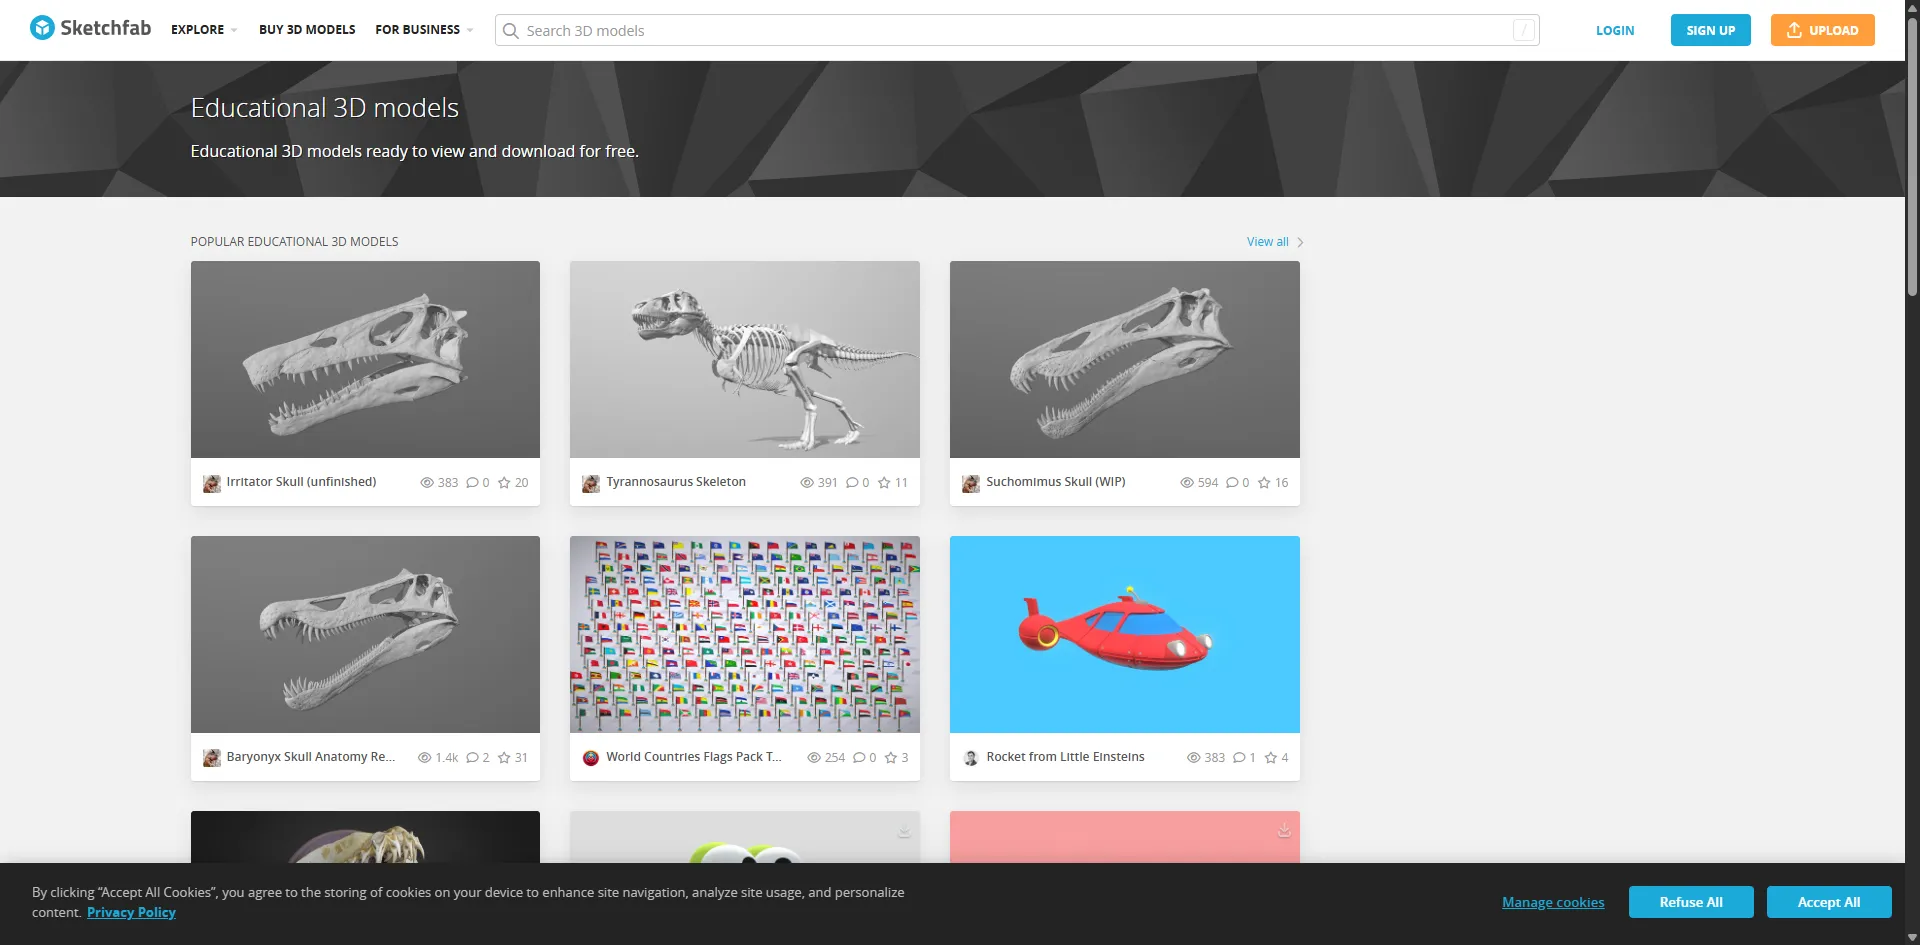 Sketchfab
EXPLORE
BUY 3D MODELS
FOR BUSINESS
Search 3D models
/
LOGIN
SIGN UP
UPLOAD
Educational 3D models
Educational 3D models ready to view and download for free.
POPULAR EDUCATIONAL 3D MODELS
View all
Irritator Skull (unfinished)
383
0
20
Tyrannosaurus Skeleton
391
0
11
Suchomimus Skull (WIP)
594
0
16
Baryonyx Skull Anatomy Re...
1.4k
2
31
World Countries Flags Pack T...
254
0
3
Rocket from Little Einsteins
383
1
4
By clicking “Accept All Cookies”, you agree to the storing of cookies on your device to enhance site navigation, analyze site usage, and personalize
content. Privacy Policy
Manage cookies
Refuse All
Accept All